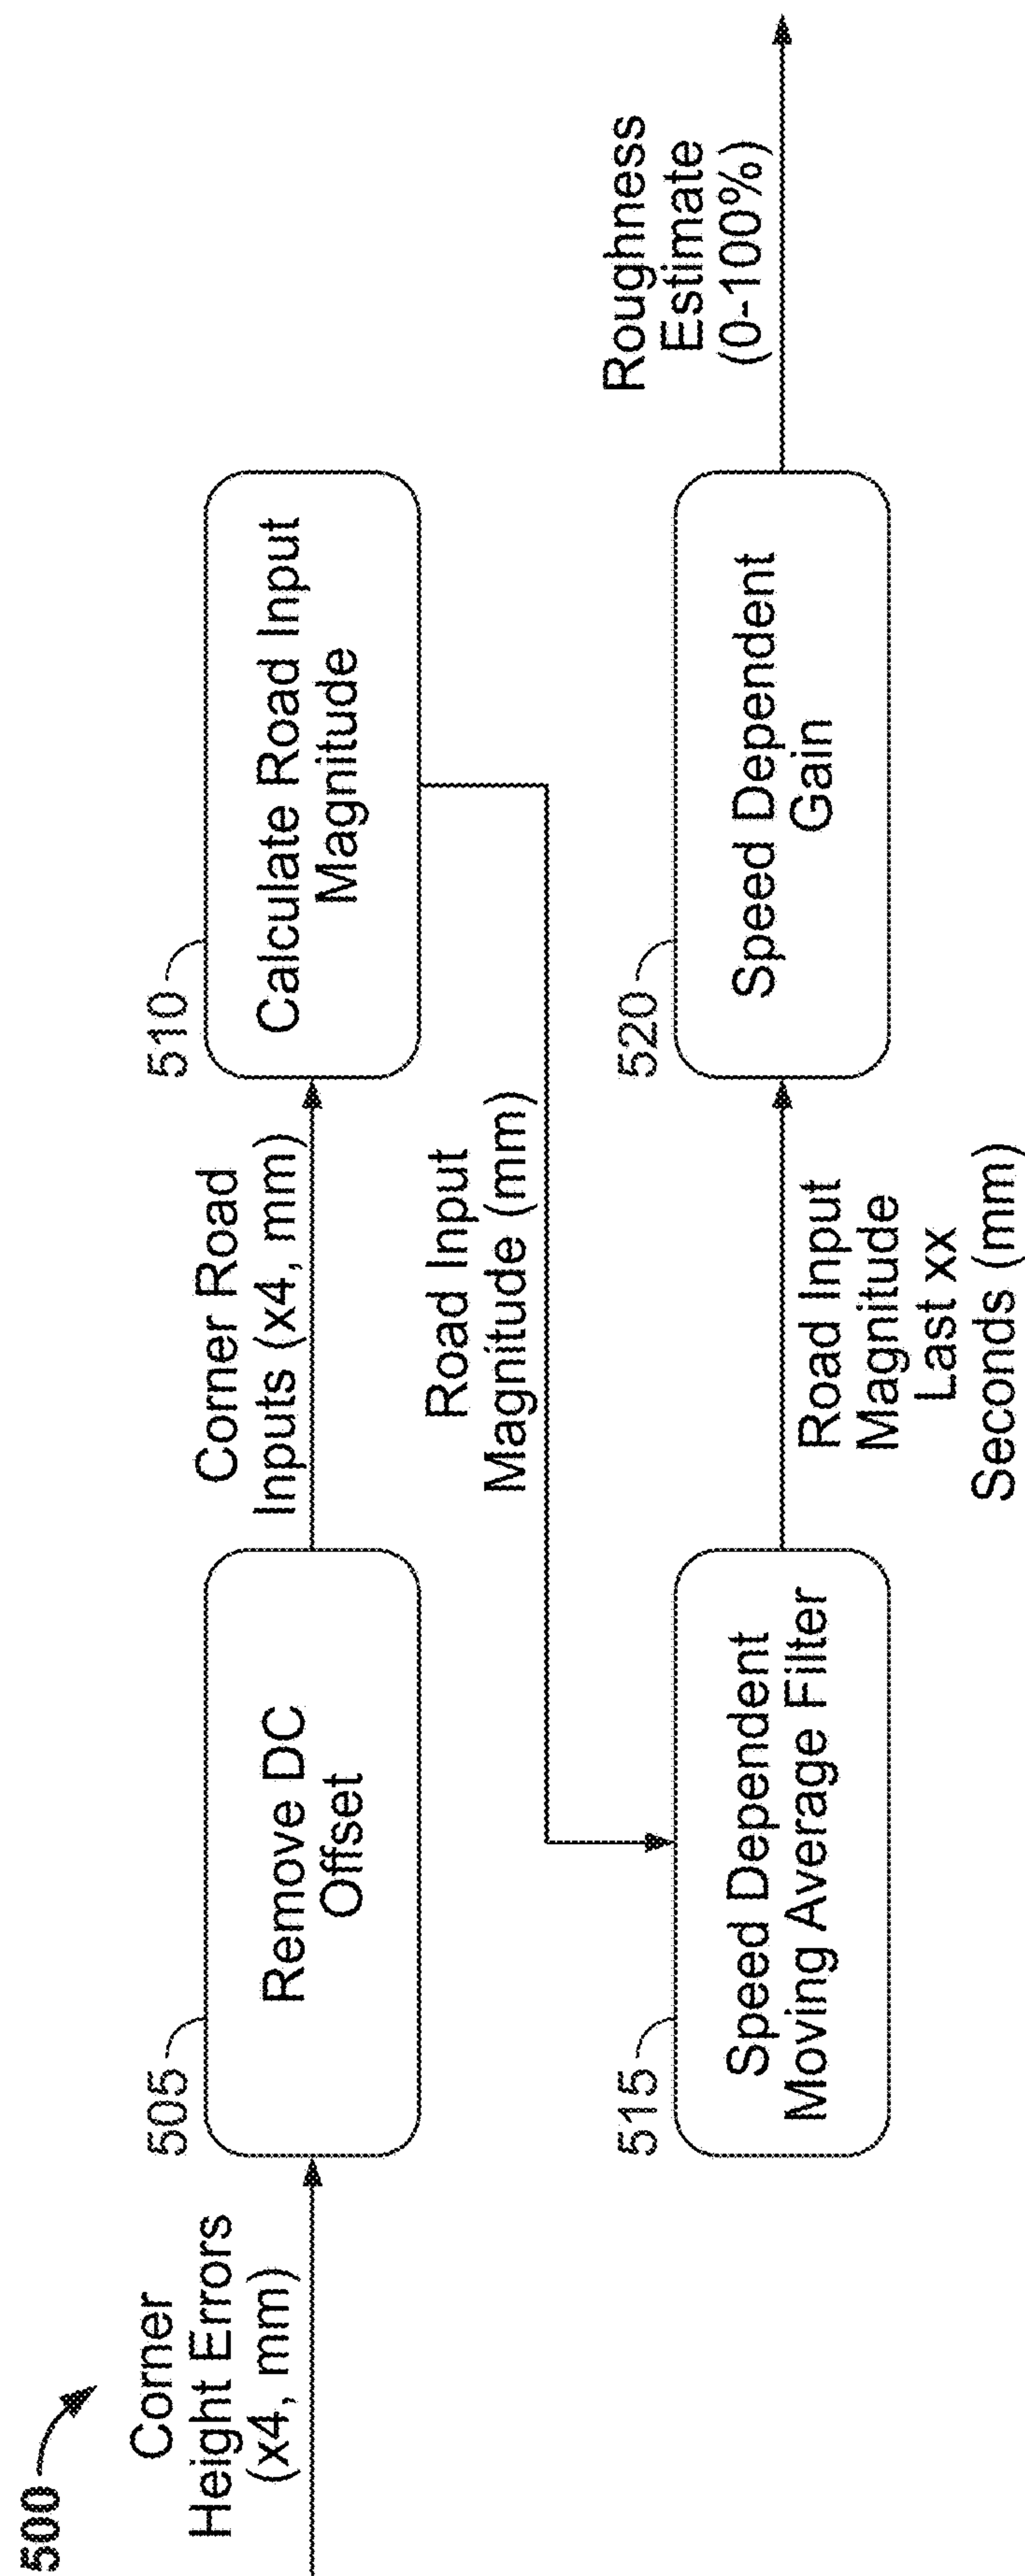 500
Corner
Height Errors
(x4, mm)
505
Remove DC
Offset
Corner Road
Inputs (x4, mm)
510
Calculate Road Input
Magnitude
Road Input
Magnitude (mm)
515
Speed Dependent
Moving Average Filter
Road Input
Magnitude
Last xx
Seconds (mm)
520
Speed Dependent
Gain
Roughness
Estimate
(0-100%)